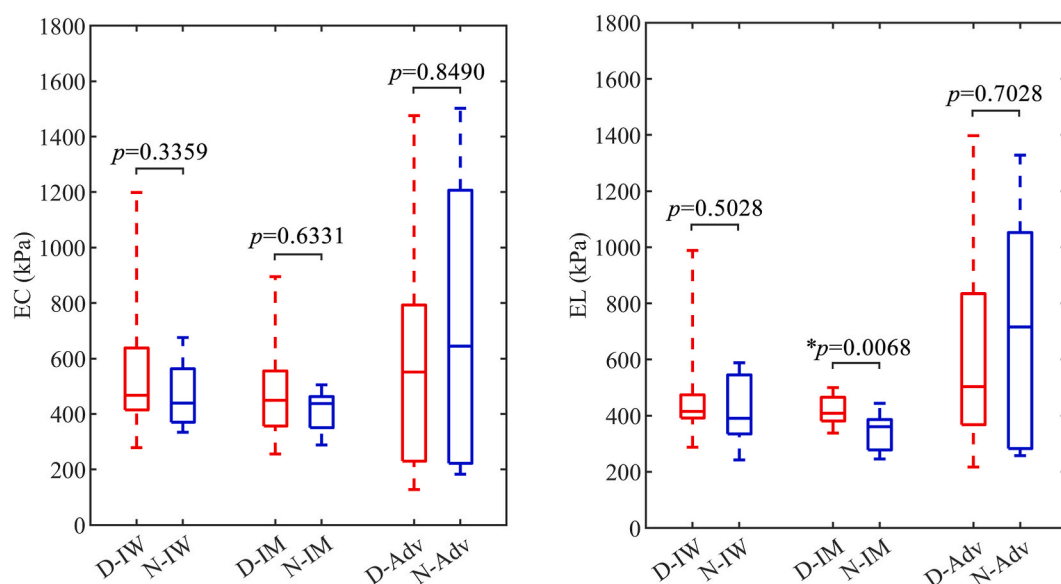 EC (kPa)
1800
1600
1400
1200
1000
800
600
400
200
0
p=0.3359
p=0.6331
p=0.8490
D-IW
N-IW
D-IM
N-IM
D-Adv
N-Adv
EL (kPa)
1800
1600
1400
1200
1000
800
600
400
200
0
p=0.5028
*p=0.0068
p=0.7028
D-IW
N-IW
D-IM
N-IM
D-Adv
N-Adv